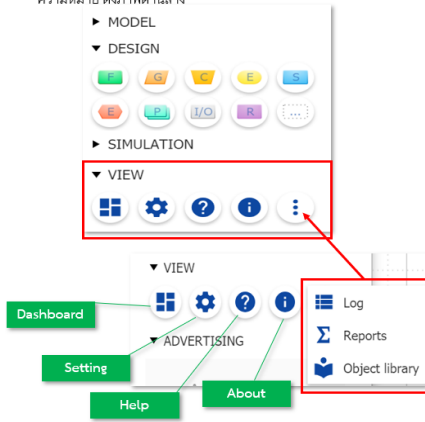 MODEL
DESIGN
F G C E S
E P I/O R ...
SIMULATION
VIEW
VIEW
Log
Dashboard
ADVERTISING
Σ Reports
Setting
Object library
Help
About